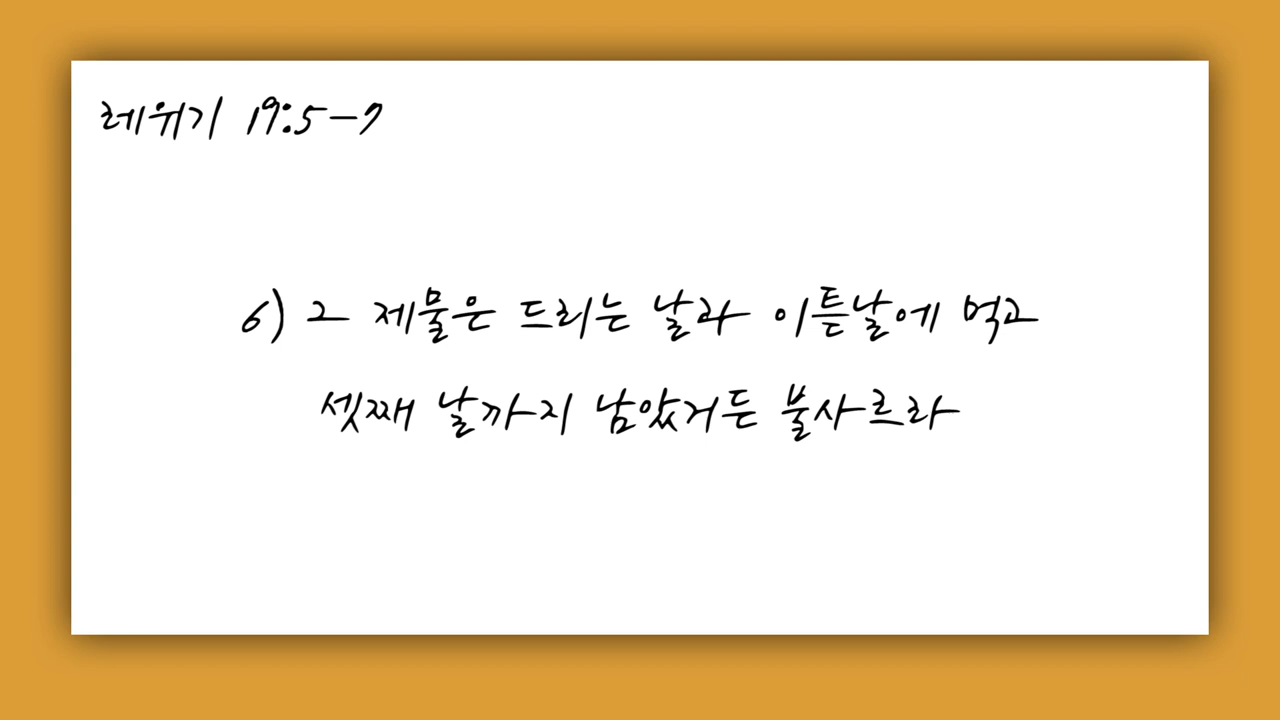 레위기 19:5-7
6) 그 제물은 드리는 날과 이튿날에 먹고
셋째 날까지 남았거든 불사르라